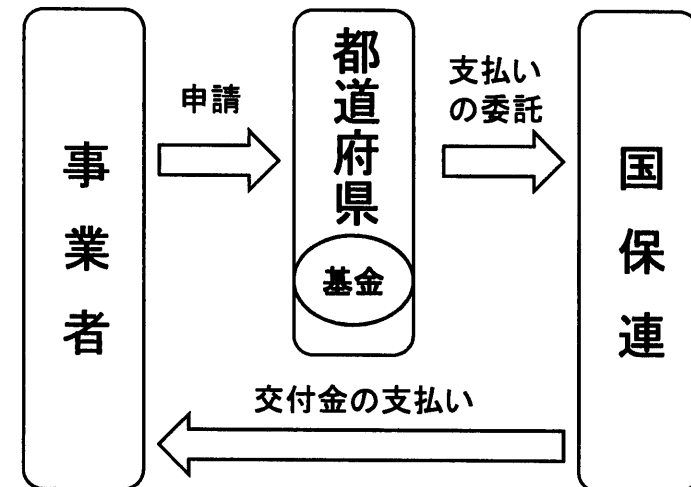 事業者
申請
都道府県
基金
支払い
の委託
国保連
交付金の支払い